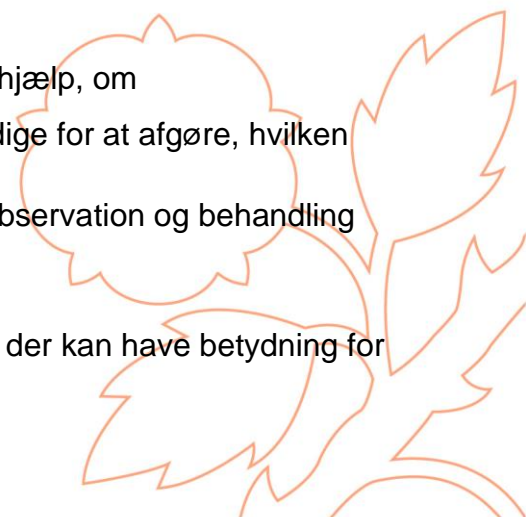 hjælp, om
dige for at afgøre, hvilken
bservation og behandling
der kan have betydning for